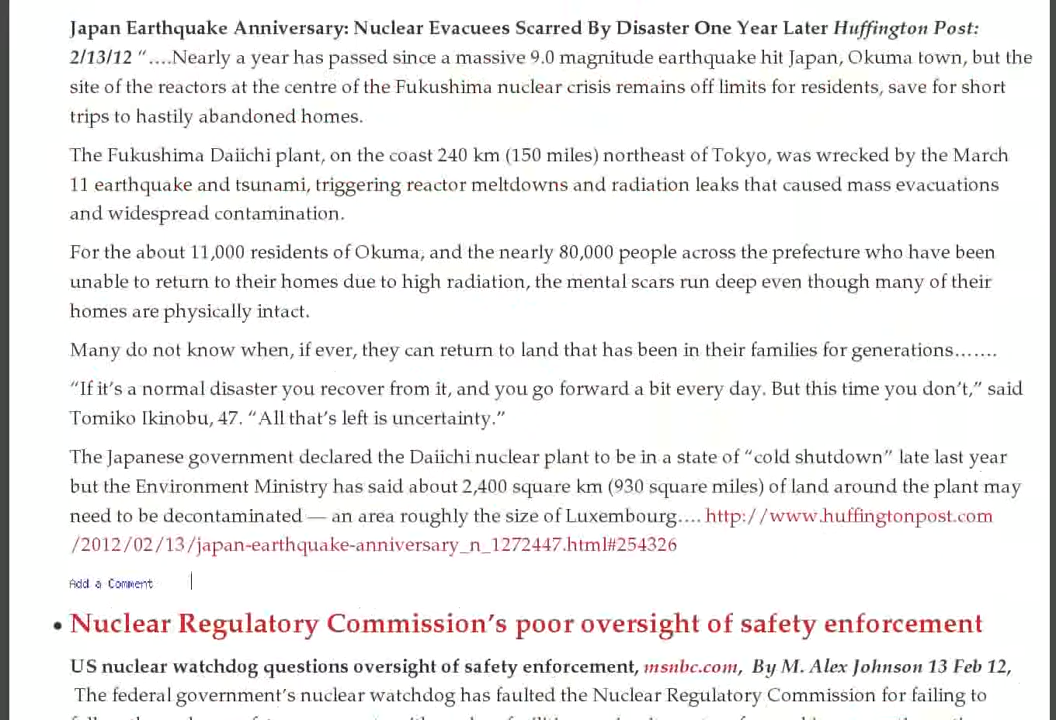 Japan Earthquake Anniversary: Nuclear Evacuees Scarred By Disaster One Year Later Huffington Post:
2/13/12 “….Nearly a year has passed since a massive 9.0 magnitude earthquake hit Japan, Okuma town, but the
site of the reactors at the centre of the Fukushima nuclear crisis remains off limits for residents, save for short
trips to hastily abandoned homes.
The Fukushima Daiichi plant, on the coast 240 km (150 miles) northeast of Tokyo, was wrecked by the March
11 earthquake and tsunami, triggering reactor meltdowns and radiation leaks that caused mass evacuations
and widespread contamination.
For the about 11,000 residents of Okuma, and the nearly 80,000 people across the prefecture who have been
unable to return to their homes due to high radiation, the mental scars run deep even though many of their
homes are physically intact.
Many do not know when, if ever, they can return to land that has been in their families for generations…….
“If it’s a normal disaster you recover from it, and you go forward a bit every day. But this time you don’t,” said
Tomiko Ikinobu, 47. “All that’s left is uncertainty.”
The Japanese government declared the Daiichi nuclear plant to be in a state of “cold shutdown” late last year
but the Environment Ministry has said about 2,400 square km (930 square miles) of land around the plant may
need to be decontaminated — an area roughly the size of Luxembourg…. http://www.huffingtonpost.com
/2012/02/13/japan-earthquake-anniversary_n_1272447.html#254326
Add a Comment
• Nuclear Regulatory Commission’s poor oversight of safety enforcement
US nuclear watchdog questions oversight of safety enforcement, msnbc.com, By M. Alex Johnson 13 Feb 12,
The federal government’s nuclear watchdog has faulted the Nuclear Regulatory Commission for failing to